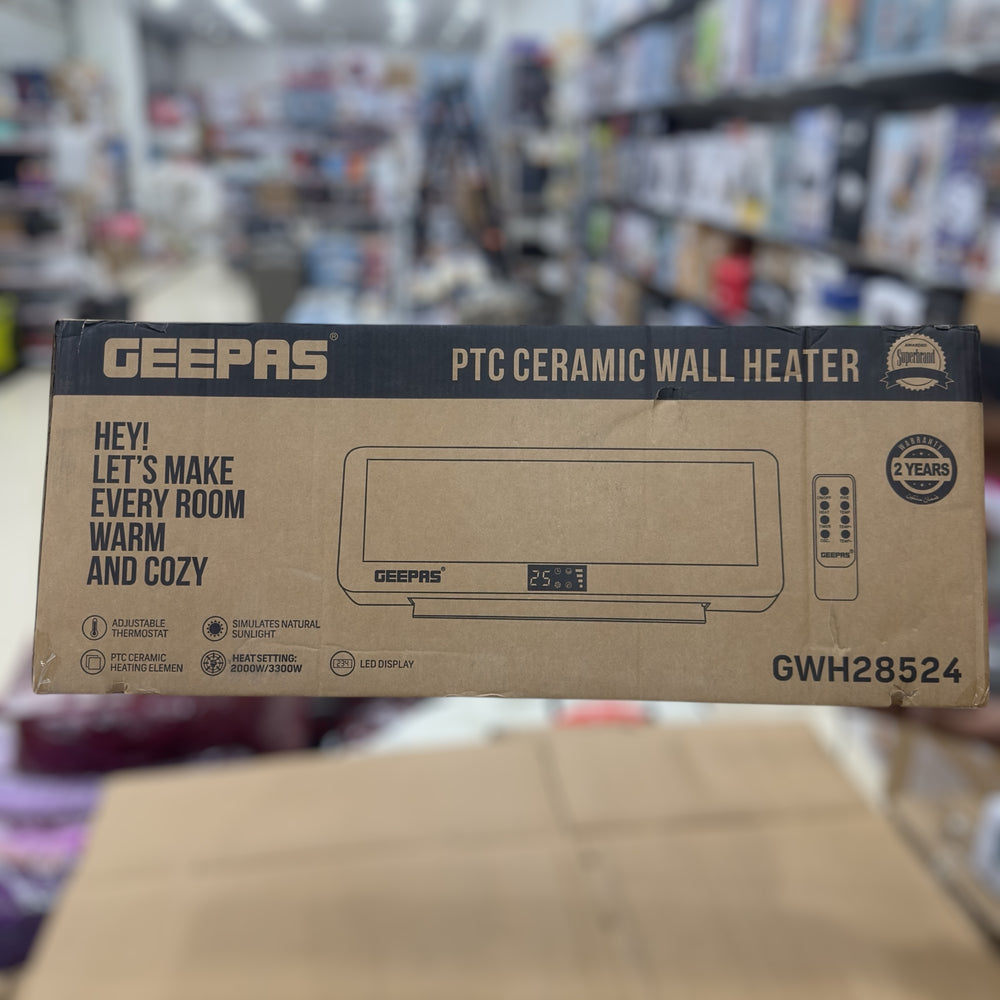 GEEPAS®
PTC CERAMIC WALL HEATER
AWARDED
Superbrand
HEY!
LET'S MAKE
EVERY ROOM
WARM
AND COZY
WARRANTY
2 YEARS
GEEPAS®
25
GEEPAS
ADJUSTABLE
THERMOSTAT
SIMULATES NATURAL
SUNLIGHT
PTC CERAMIC
HEATING ELEMEN
HEAT SETTING:
2000W/3300W
LED DISPLAY
GWH28524